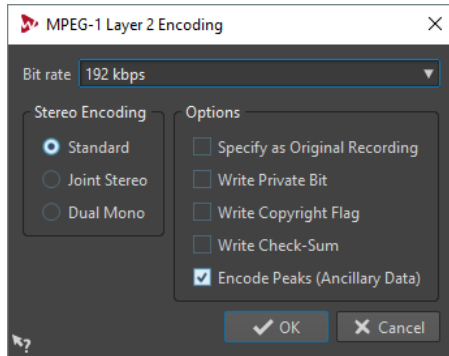 MPEG-1 Layer 2 Encoding
Bit rate 192 kbps
Stereo Encoding
Standard
Joint Stereo
Dual Mono
Options
Specify as Original Recording
Write Private Bit
Write Copyright Flag
Write Check-Sum
Encode Peaks (Ancillary Data)
OK Cancel
?